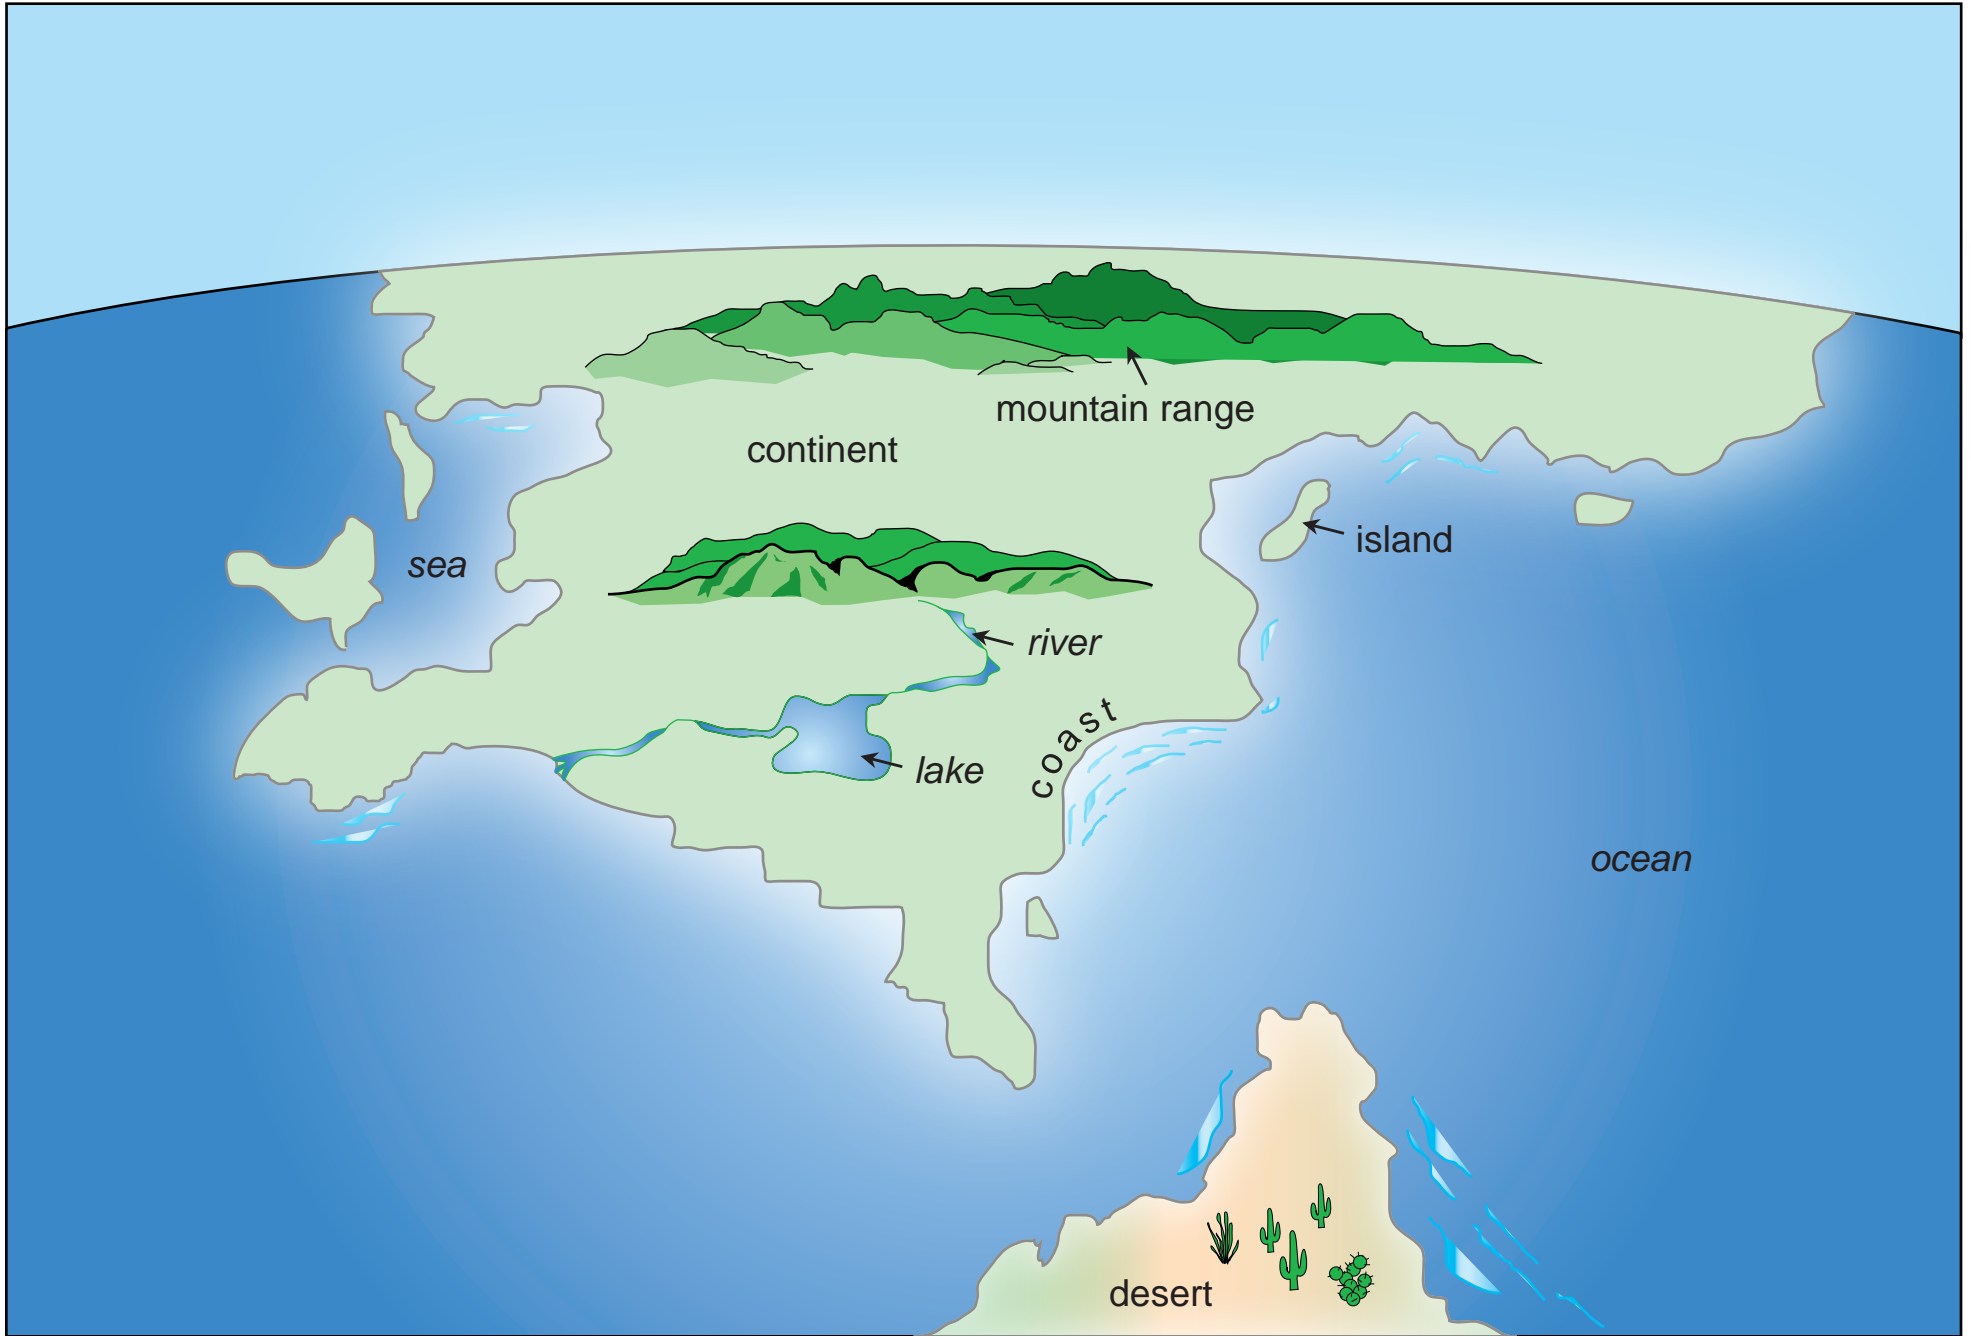 mountain range
continent
island
sea
river
coast
lake
ocean
desert